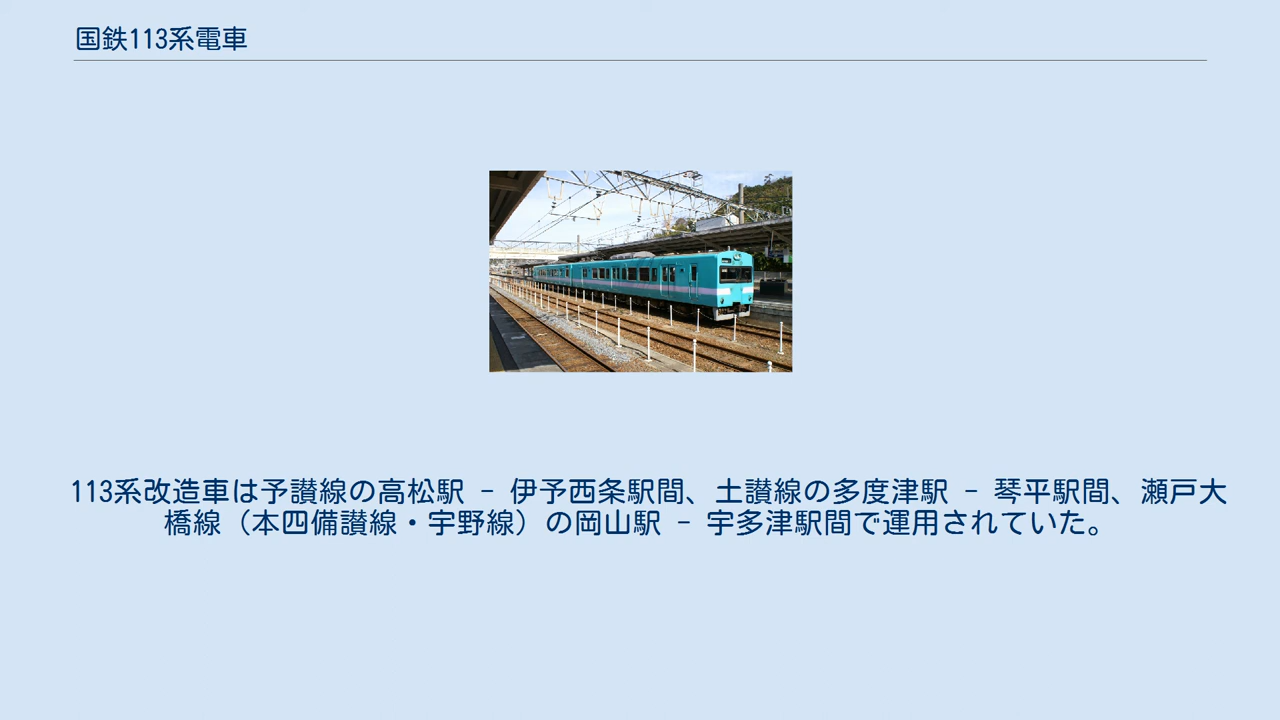 国鉄113系電車
113系改造車は予讃線の高松駅 - 伊予西条駅間、土讃線の多度津駅 - 琴平駅間、瀬戸大
橋線（本四備讃線・宇野線）の岡山駅 - 宇多津駅間で運用されていた。